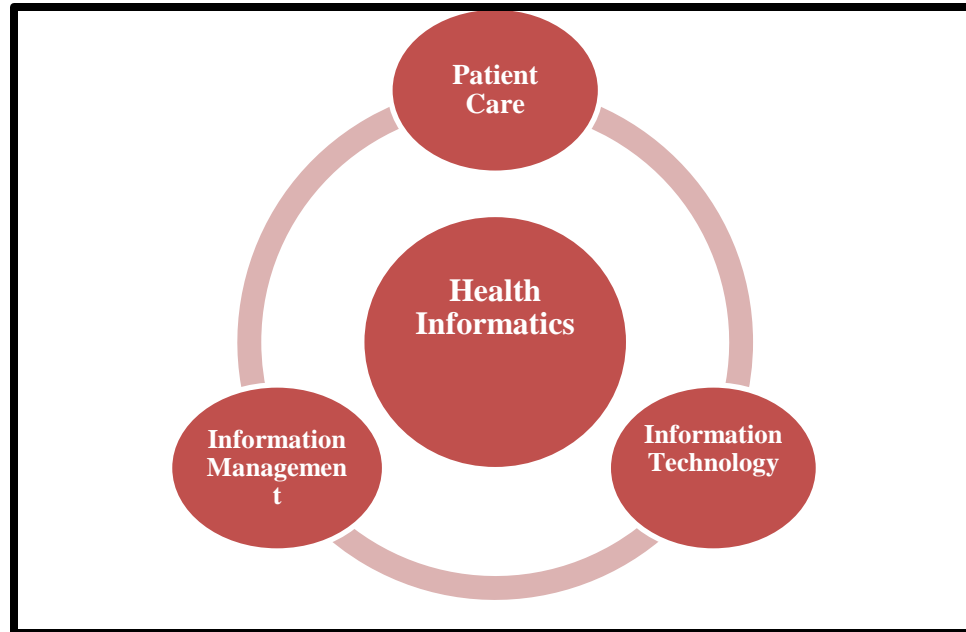 Patient
Care
Health
Informatics
Information
Managemen
t
Information
Technology